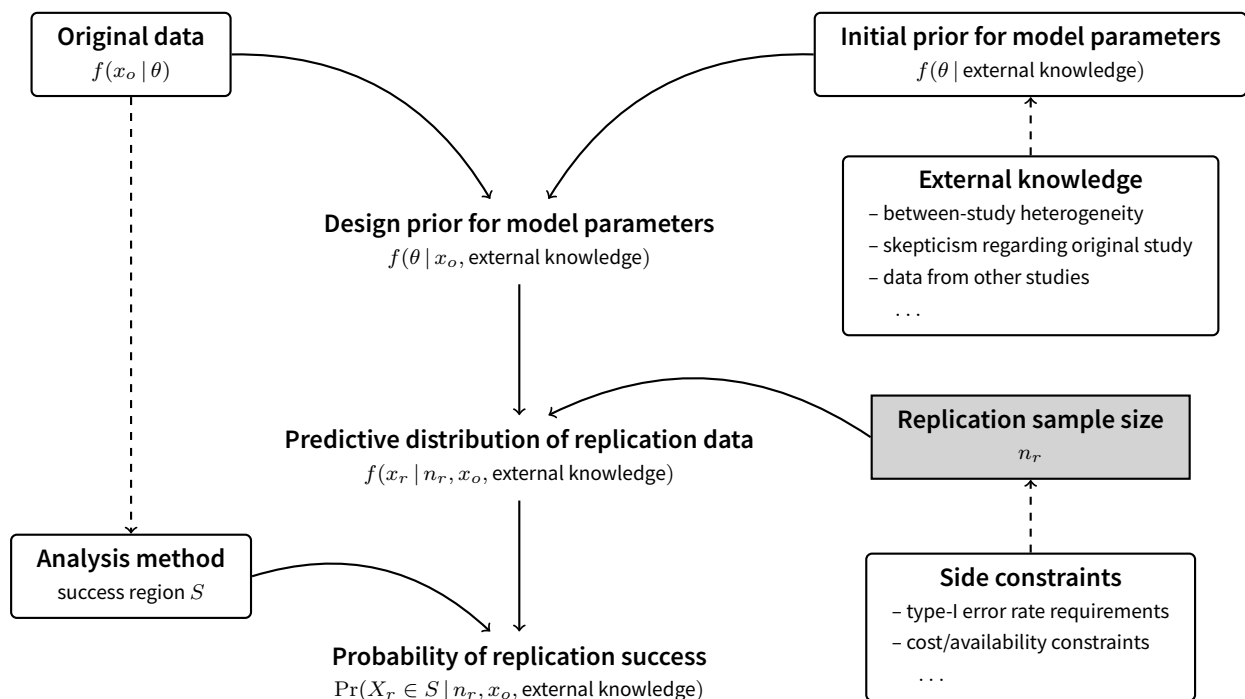 Original data
f(x_o | θ)
Initial prior for model parameters
f(θ | external knowledge)
External knowledge
– between-study heterogeneity
– skepticism regarding original study
– data from other studies
. . .
Design prior for model parameters
f(θ | x_o, external knowledge)
Replication sample size
n_r
Predictive distribution of replication data
f(x_r | n_r, x_o, external knowledge)
Analysis method
success region S
Side constraints
– type-I error rate requirements
– cost/availability constraints
. . .
Probability of replication success
Pr(X_r ∈ S | n_r, x_o, external knowledge)